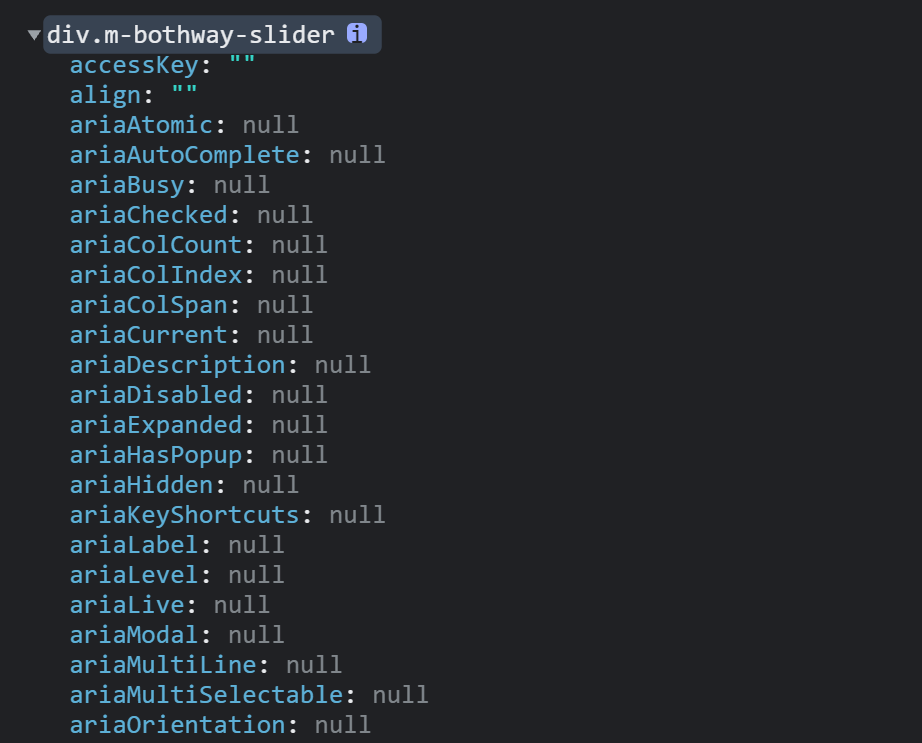 ▼div.m-bothway-slider i
accessKey: ""
align: ""
ariaAtomic: null
ariaAutoComplete: null
ariaBusy: null
ariaChecked: null
ariaColCount: null
ariaColIndex: null
ariaColSpan: null
ariaCurrent: null
ariaDescription: null
ariaDisabled: null
ariaExpanded: null
ariaHasPopup: null
ariaHidden: null
ariaKeyShortcuts: null
ariaLabel: null
ariaLevel: null
ariaLive: null
ariaModal: null
ariaMultiLine: null
ariaMultiSelectable: null
ariaOrientation: null